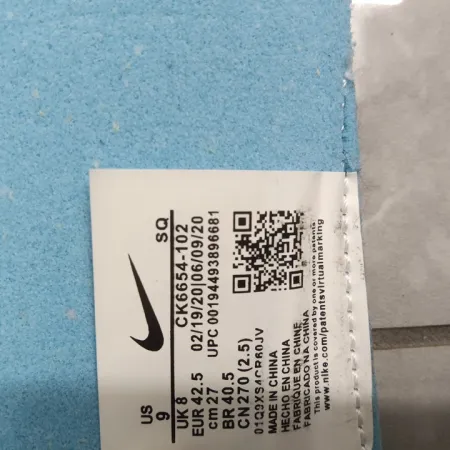 US
9
SQ
UK 8 CK6654-102
EUR 42.5 02/19/20|06/09/20
cm 27 UPC 00194493896681
BR 40.5
CN 270 (2.5)
MADE IN CHINA
HECHO EN CHINA
FABRIQUE EN CHINE
FABRICADO NA CHINA
This product is covered by one or more patents
www.nike.com/patentsvirtualmarking